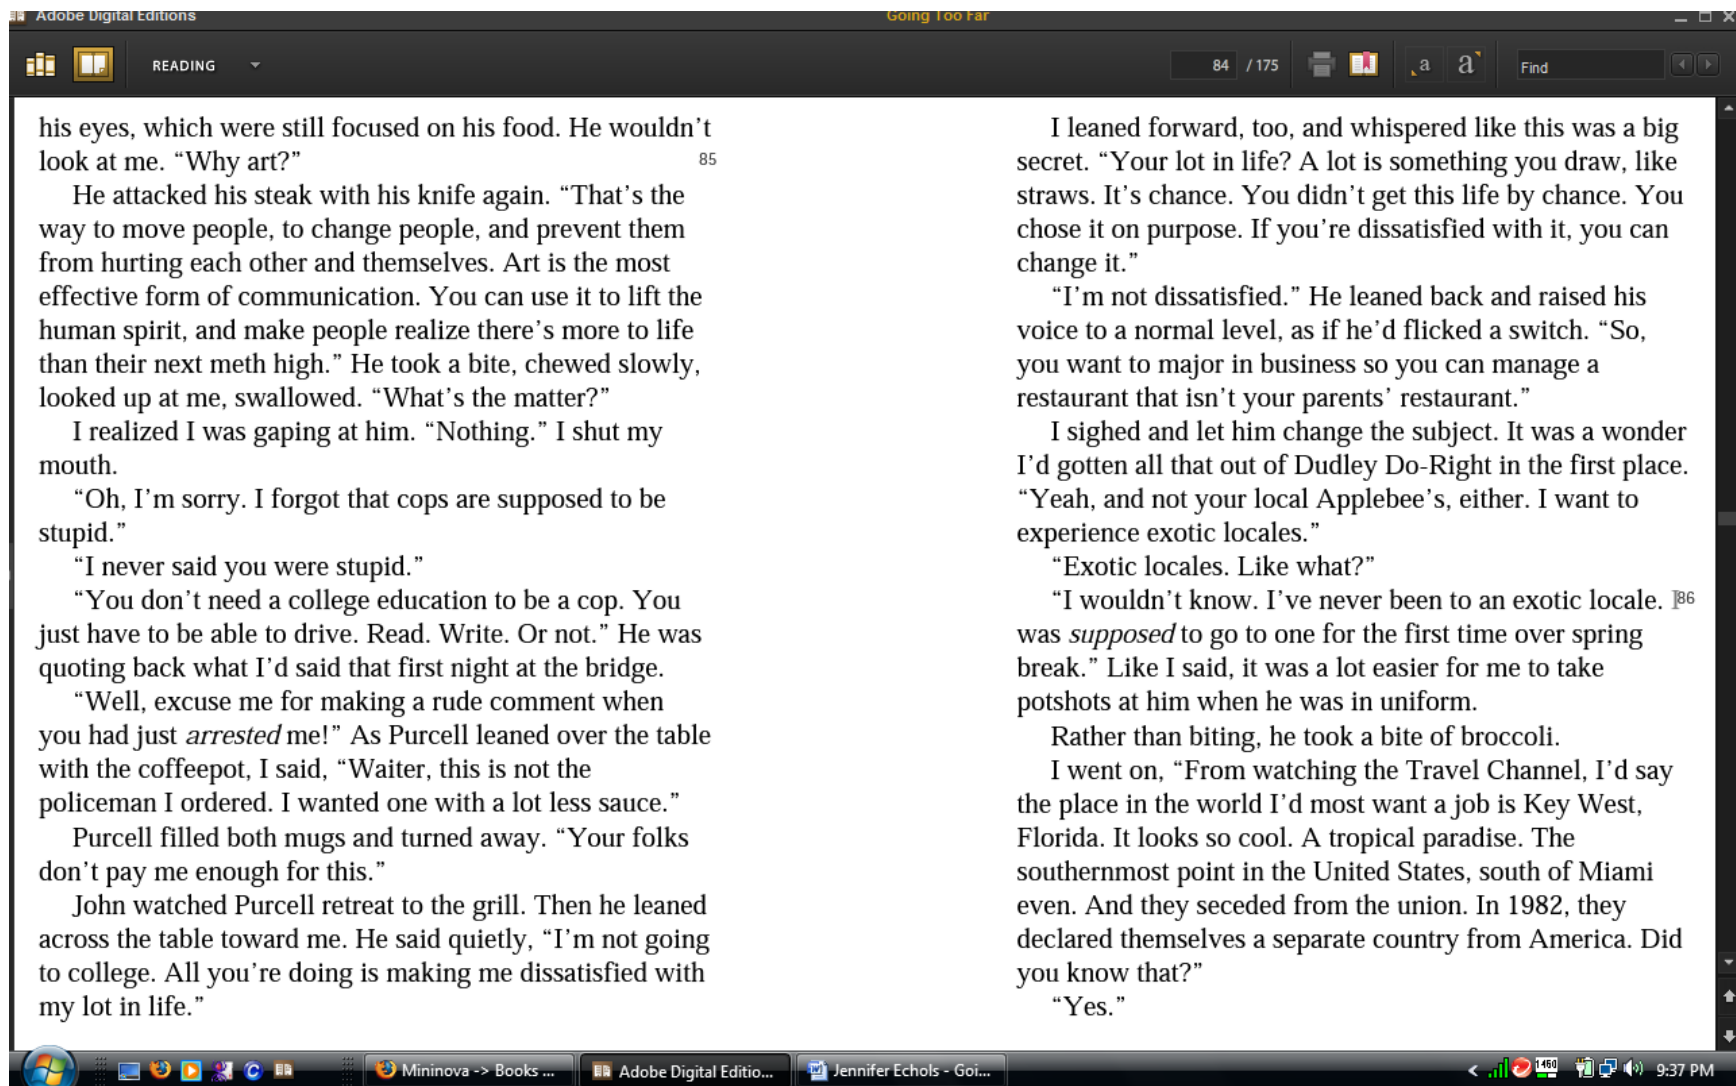 Adobe Digital Editions
Going Too Far
READING
84 / 175
a
a
Find
his eyes, which were still focused on his food. He wouldn’t
look at me. “Why art?”
85
He attacked his steak with his knife again. “That’s the
way to move people, to change people, and prevent them
from hurting each other and themselves. Art is the most
effective form of communication. You can use it to lift the
human spirit, and make people realize there’s more to life
than their next meth high.” He took a bite, chewed slowly,
looked up at me, swallowed. “What’s the matter?”
I realized I was gaping at him. “Nothing.” I shut my
mouth.
“Oh, I’m sorry. I forgot that cops are supposed to be
stupid.”
“I never said you were stupid.”
“You don’t need a college education to be a cop. You
just have to be able to drive. Read. Write. Or not.” He was
quoting back what I’d said that first night at the bridge.
“Well, excuse me for making a rude comment when
you had just arrested me!” As Purcell leaned over the table
with the coffeepot, I said, “Waiter, this is not the
policeman I ordered. I wanted one with a lot less sauce.”
Purcell filled both mugs and turned away. “Your folks
don’t pay me enough for this.”
John watched Purcell retreat to the grill. Then he leaned
across the table toward me. He said quietly, “I’m not going
to college. All you’re doing is making me dissatisfied with
my lot in life.”
I leaned forward, too, and whispered like this was a big
secret. “Your lot in life? A lot is something you draw, like
straws. It’s chance. You didn’t get this life by chance. You
chose it on purpose. If you’re dissatisfied with it, you can
change it.”
“I’m not dissatisfied.” He leaned back and raised his
voice to a normal level, as if he’d flicked a switch. “So,
you want to major in business so you can manage a
restaurant that isn’t your parents’ restaurant.”
I sighed and let him change the subject. It was a wonder
I’d gotten all that out of Dudley Do-Right in the first place.
“Yeah, and not your local Applebee’s, either. I want to
experience exotic locales.”
“Exotic locales. Like what?”
“I wouldn’t know. I’ve never been to an exotic locale. I
86
was supposed to go to one for the first time over spring
break.” Like I said, it was a lot easier for me to take
potshots at him when he was in uniform.
Rather than biting, he took a bite of broccoli.
I went on, “From watching the Travel Channel, I’d say
the place in the world I’d most want a job is Key West,
Florida. It looks so cool. A tropical paradise. The
southernmost point in the United States, south of Miami
even. And they seceded from the union. In 1982, they
declared themselves a separate country from America. Did
you know that?”
“Yes.”
Mininova -> Books ...
Adobe Digital Editio...
Jennifer Echols - Goi...
1460
9:37 PM